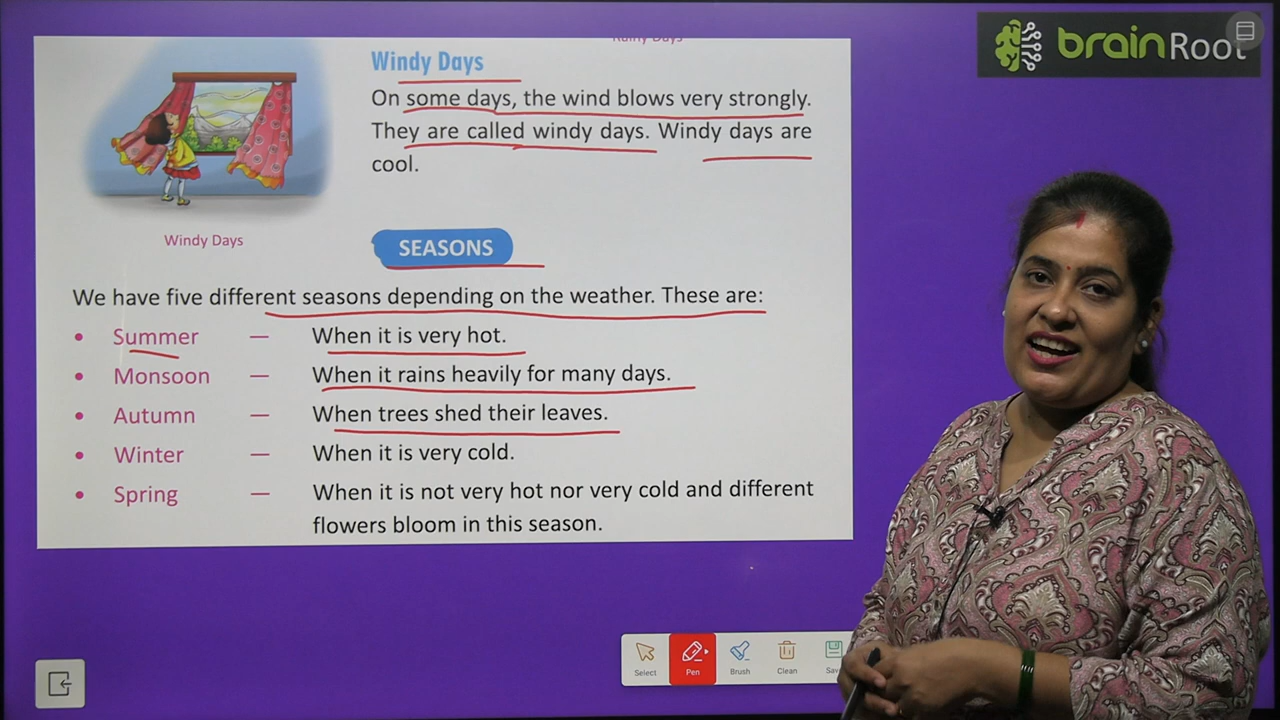 Rainy Days
brainRoot
Windy Days
On some days, the wind blows very strongly.
They are called windy days. Windy days are
cool.
Windy Days
SEASONS
We have five different seasons depending on the weather. These are:
• Summer — When it is very hot.
• Monsoon — When it rains heavily for many days.
• Autumn — When trees shed their leaves.
• Winter — When it is very cold.
• Spring — When it is not very hot nor very cold and different
flowers bloom in this season.
Select Pen Brush Clean